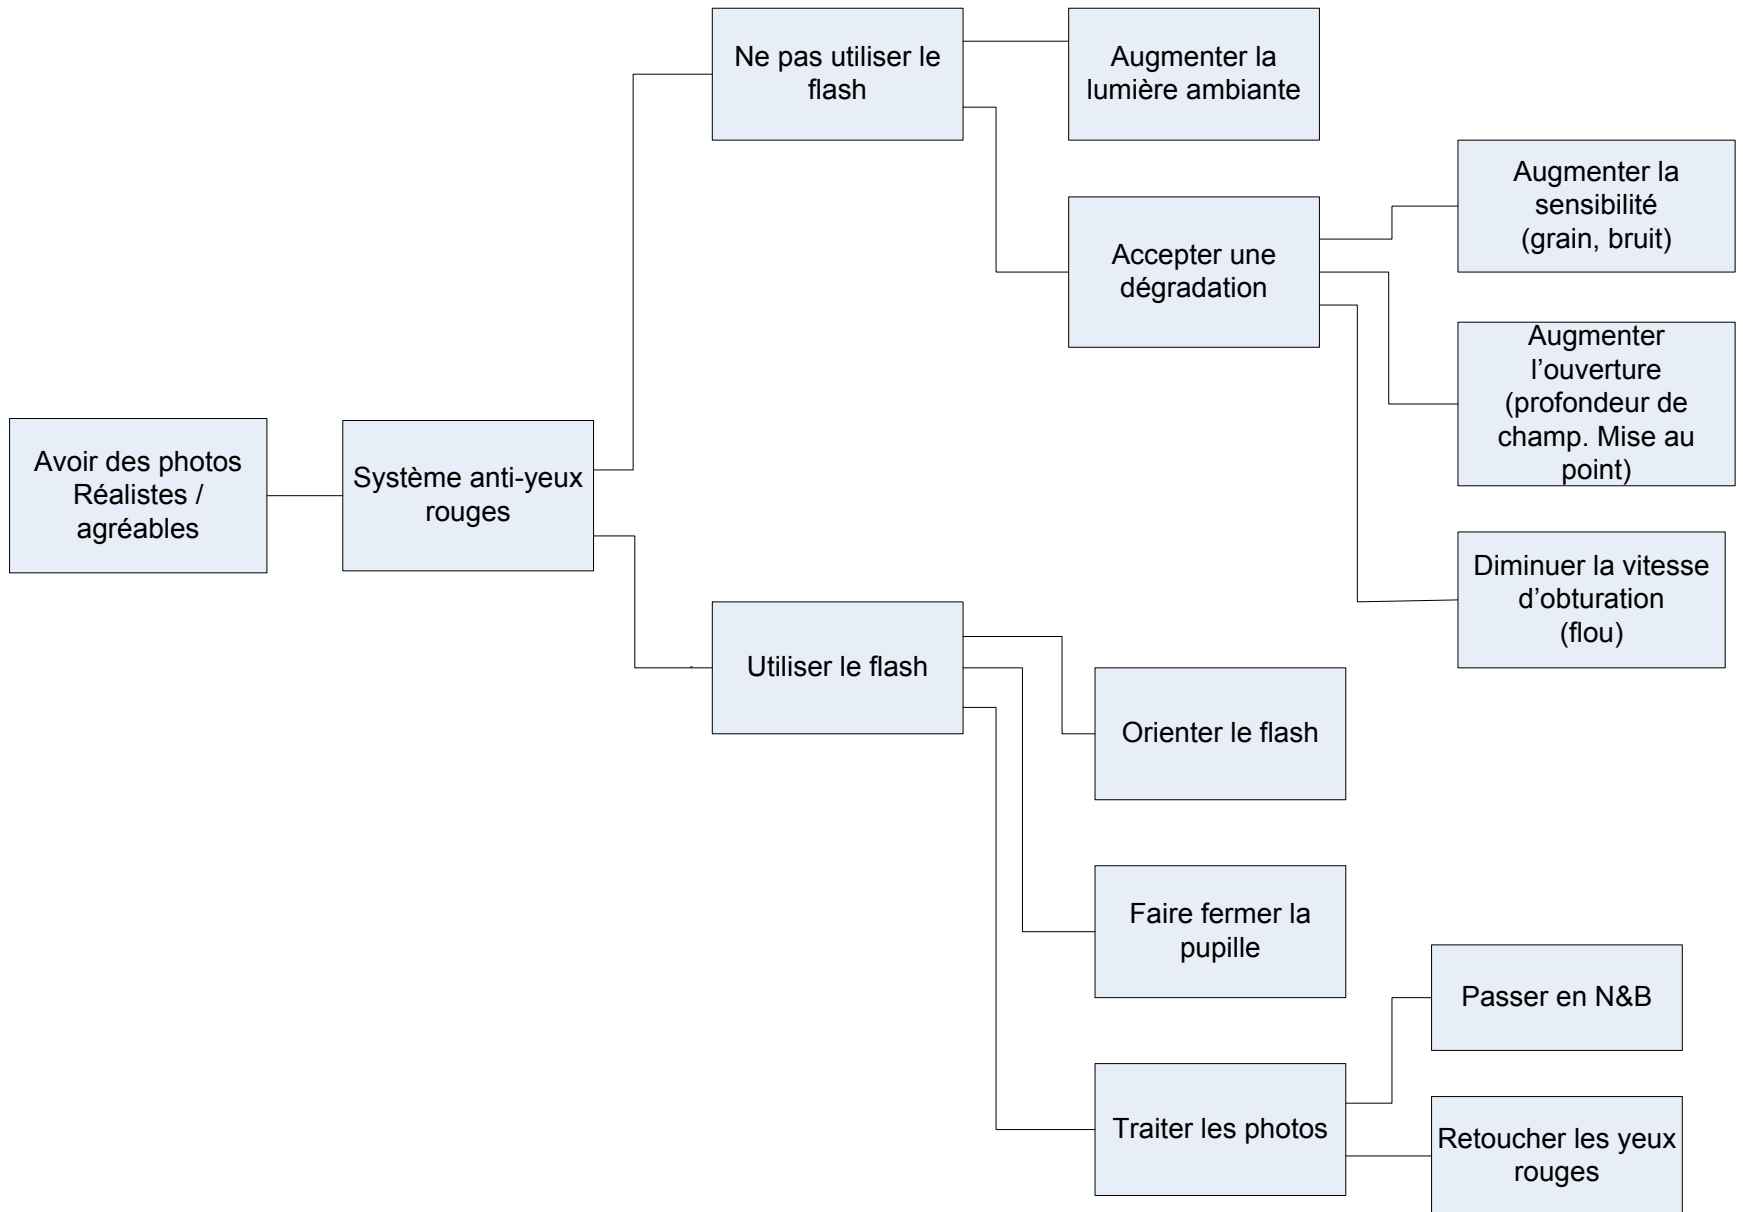 Ne pas utiliser le
flash
Augmenter la
lumière ambiante
Augmenter la
sensibilité
(grain, bruit)
Accepter une
dégradation
Augmenter
l’ouverture
(profondeur de
champ. Mise au
point)
Avoir des photos
Réalistes /
agréables
Système anti-yeux
rouges
Diminuer la vitesse
d’obturation
(flou)
Utiliser le flash
Orienter le flash
Faire fermer la
pupille
Passer en N&B
Traiter les photos
Retoucher les yeux
rouges